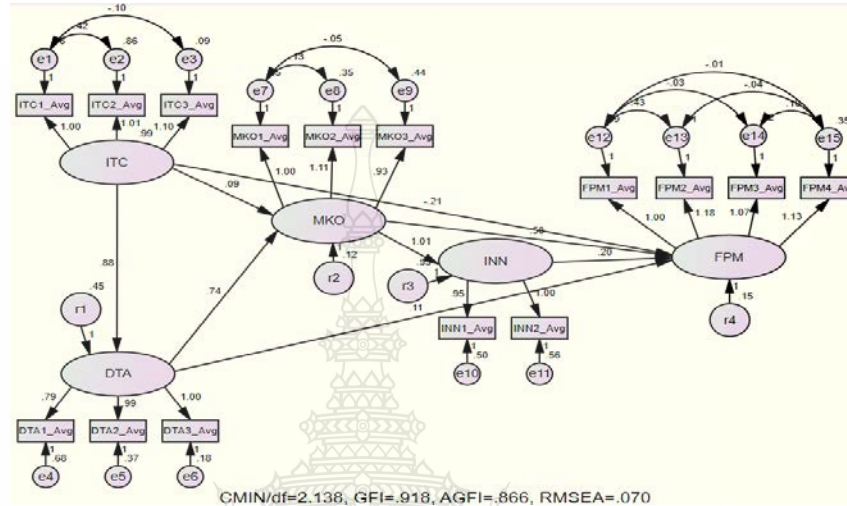 -.10
.42 .86 .09
e1 e2 e3
1 1 1
ITC1_Avg ITC2_Avg ITC3_Avg
1.00 1.01 1.10
.99
ITC
-.05
.13 .35 .44
e7 e8 e9
1 1 1
MKO1_Avg MKO2_Avg MKO3_Avg
1.00 1.11 .93
MKO
-.01
-.03 -.04
.43 .35
e12 e13 e14 e15
1 1 1
FPM1_Avg FPM2_Avg FPM3_Avg FPM4_Avg
1.00 1.18 1.07 1.13
FPM
.09 -.21
1.01 .20
.12
r2
INN
r3 1
.95 1.00
INN1_Avg INN2_Avg
1 .50 1 .56
e10 e11
1
.15
r4
.88 .74 .11
.45
r1
1
DTA
.79 .99 1.00
DTA1_Avg DTA2_Avg DTA3_Avg
1 .68 1 .37 1 .18
e4 e5 e6
CMIN/df=2.138, GFI=.918, AGFI=.866, RMSEA=.070